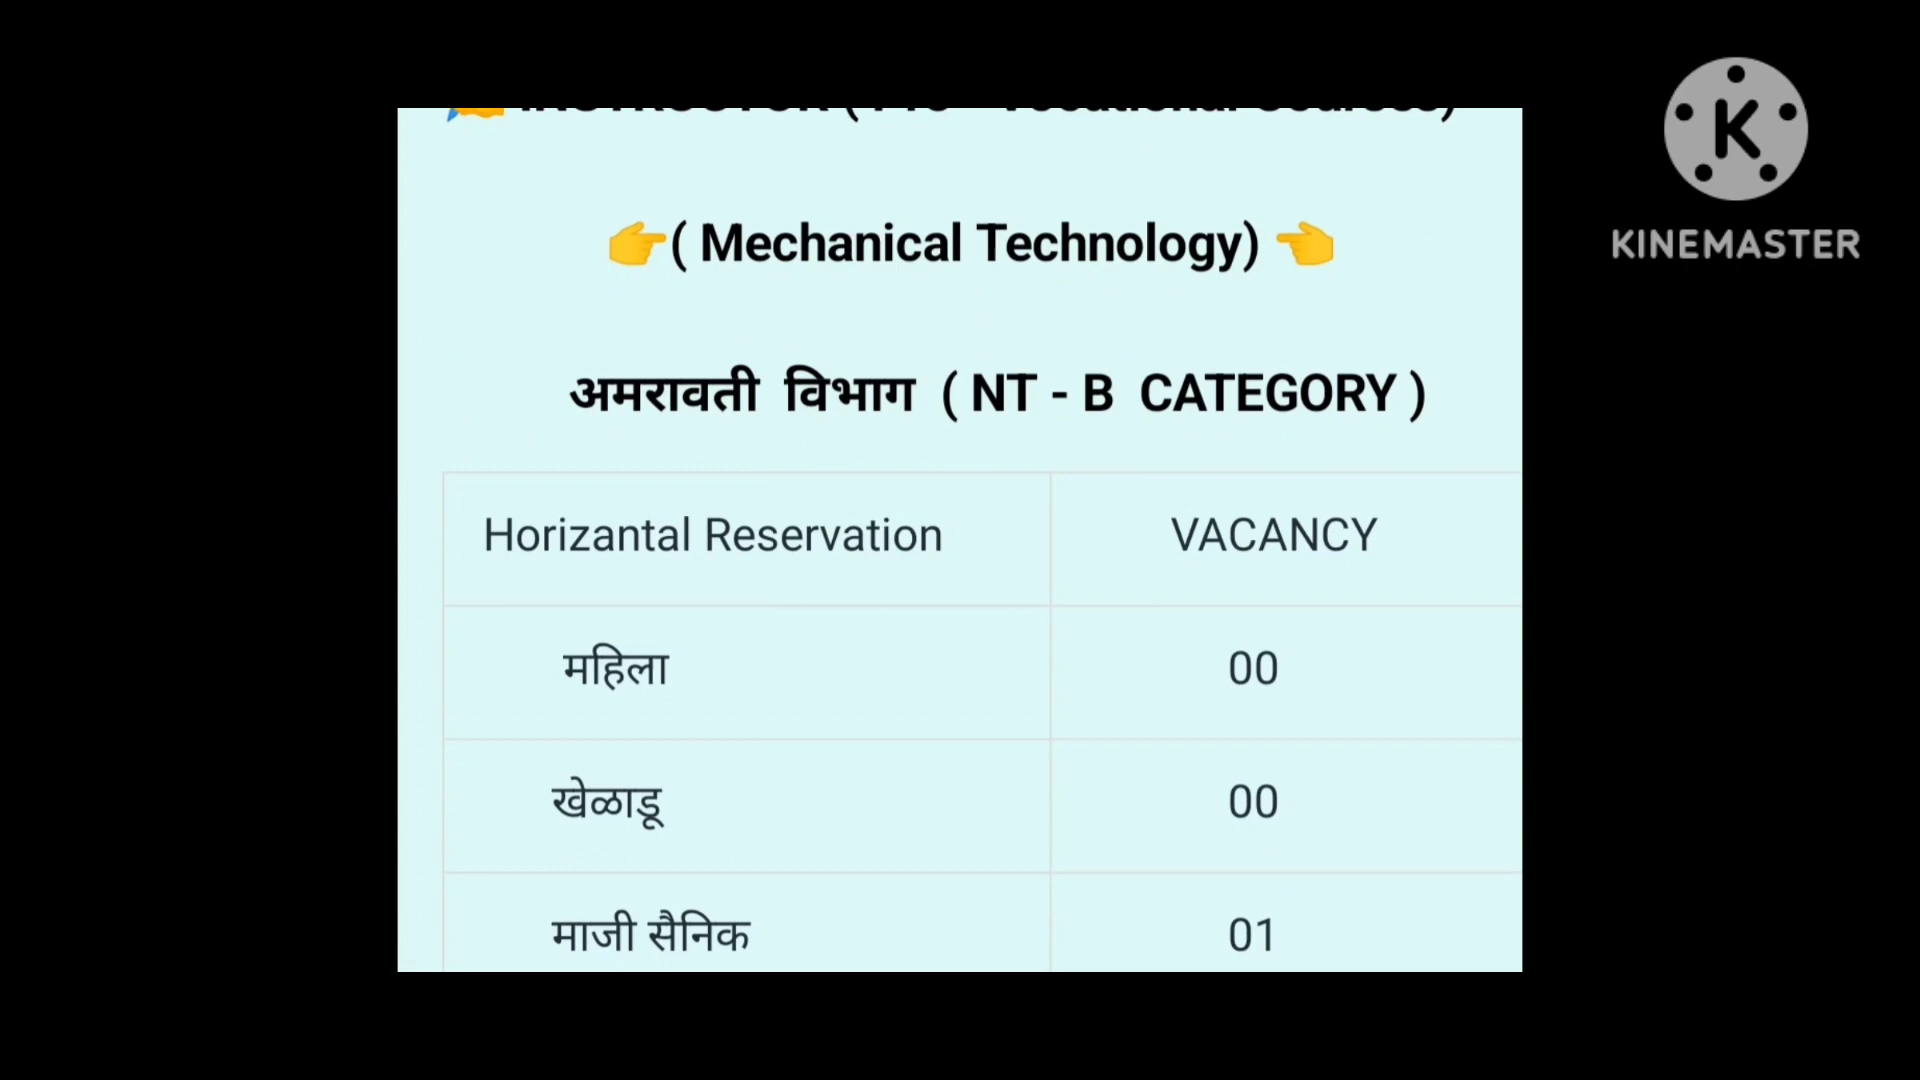 ( Mechanical Technology)
अमरावती विभाग ( NT - B CATEGORY )
Horizantal Reservation VACANCY
महिला 00
खेळाडू 00
माजी सैनिक 01
K
KINEMASTER